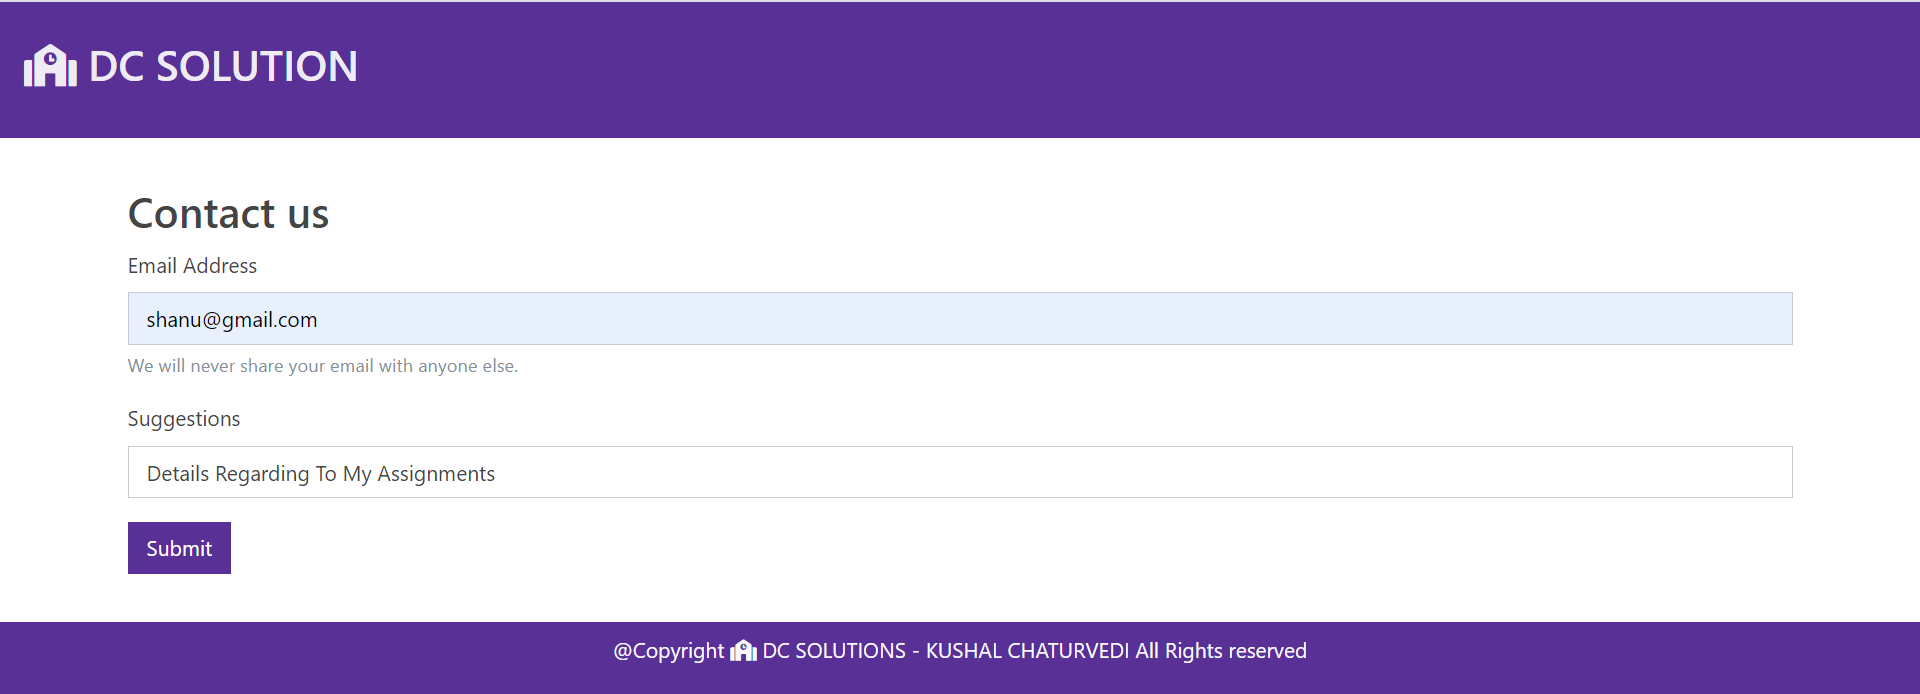 DC SOLUTION
Contact us
Email Address
shanu@gmail.com
We will never share your email with anyone else.
Suggestions
Details Regarding To My Assignments
Submit
@Copyright DC SOLUTIONS - KUSHAL CHATURVEDI All Rights reserved